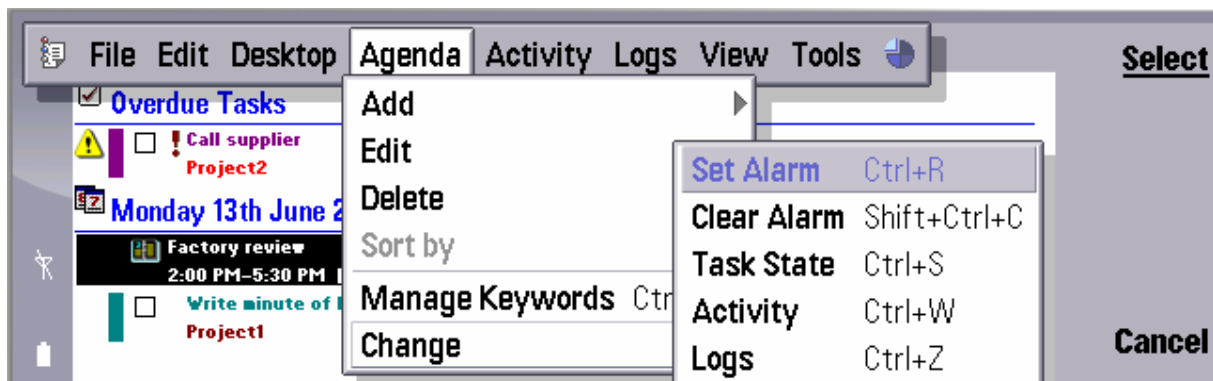 File Edit Desktop Agenda Activity Logs View Tools
Select
Overdue Tasks
Call supplier
Project2
Monday 13th June 2
Factory review
2:00 PM–5:30 PM
Write minute of
Project1
Add
Edit
Delete
Sort by
Manage Keywords Ctr
Change
Set Alarm Ctrl+R
Clear Alarm Shift+Ctrl+C
Task State Ctrl+S
Activity Ctrl+W
Logs Ctrl+Z
Cancel